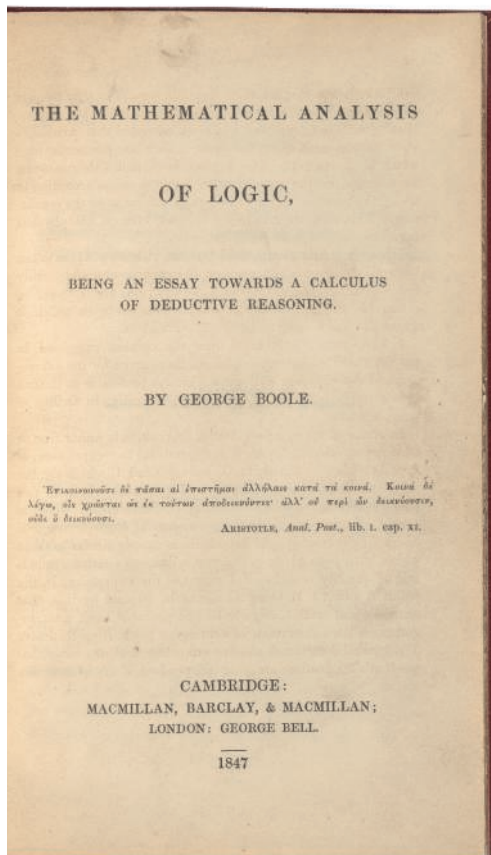 THE MATHEMATICAL ANALYSIS
OF LOGIC,
BEING AN ESSAY TOWARDS A CALCULUS
OF DEDUCTIVE REASONING.
BY GEORGE BOOLE.
Ἐπικοινωνοῦσι δὲ πᾶσαι αἱ ἐπιστῆμαι ἀλλήλαις κατὰ τὰ κοινά. Κοινὰ δὲ
λέγω, οἷς χρῶνται ὡς ἐκ τούτων ἀποδεικνύντες· ἀλλ’ οὐ περὶ ὧν δεικνύουσιν,
οὐδὲ ὃ δεικνύουσι.
ARISTOTLE, Anal. Post., lib. I. cap. XI.
CAMBRIDGE:
MACMILLAN, BARCLAY, & MACMILLAN;
LONDON: GEORGE BELL.
1847